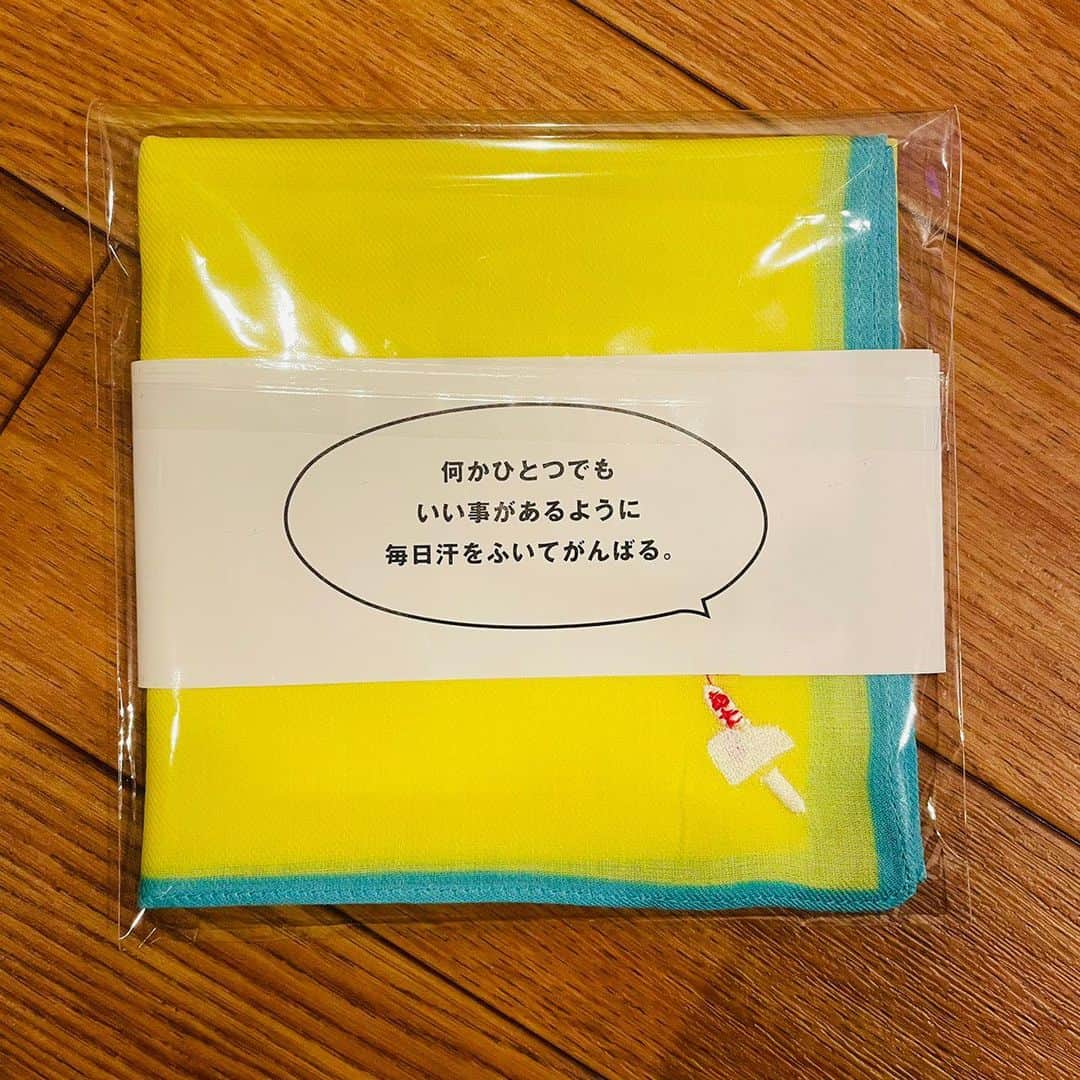 何かひとつでも
いい事があるように
毎日汗をふいてがんばる。